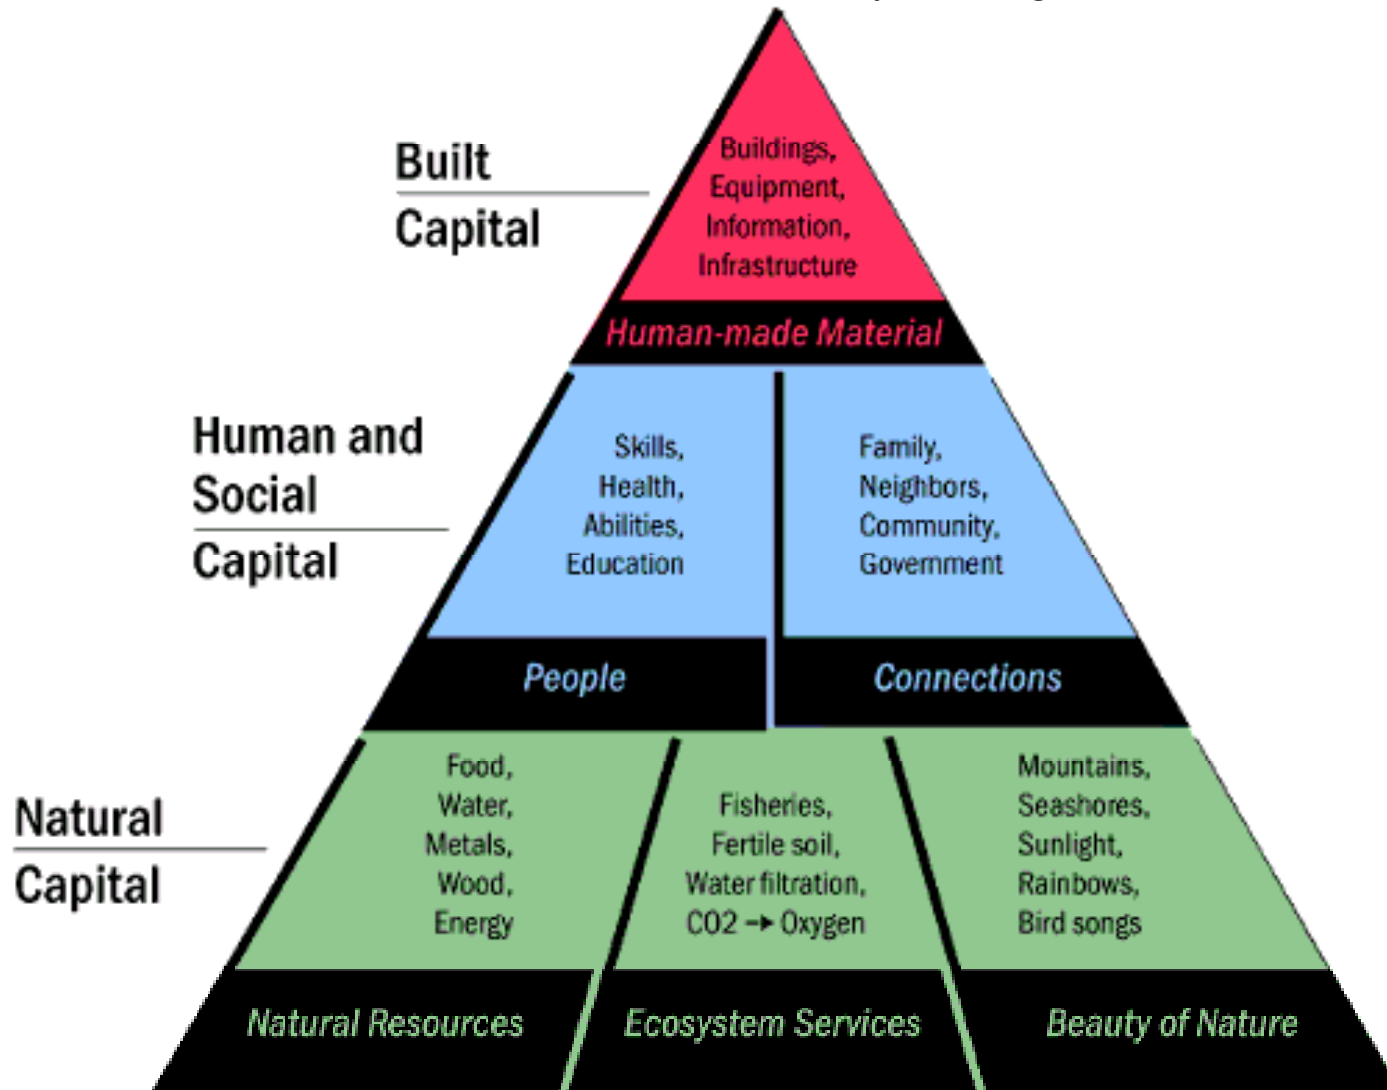 Built
Capital
Buildings,
Equipment,
Information,
Infrastructure
Human-made Material
Human and
Social
Capital
Skills,
Health,
Abilities,
Education
People
Family,
Neighbors,
Community,
Government
Connections
Natural
Capital
Food,
Water,
Metals,
Wood,
Energy
Natural Resources
Fisheries,
Fertile soil,
Water filtration,
CO2 → Oxygen
Ecosystem Services
Mountains,
Seashores,
Sunlight,
Rainbows,
Bird songs
Beauty of Nature